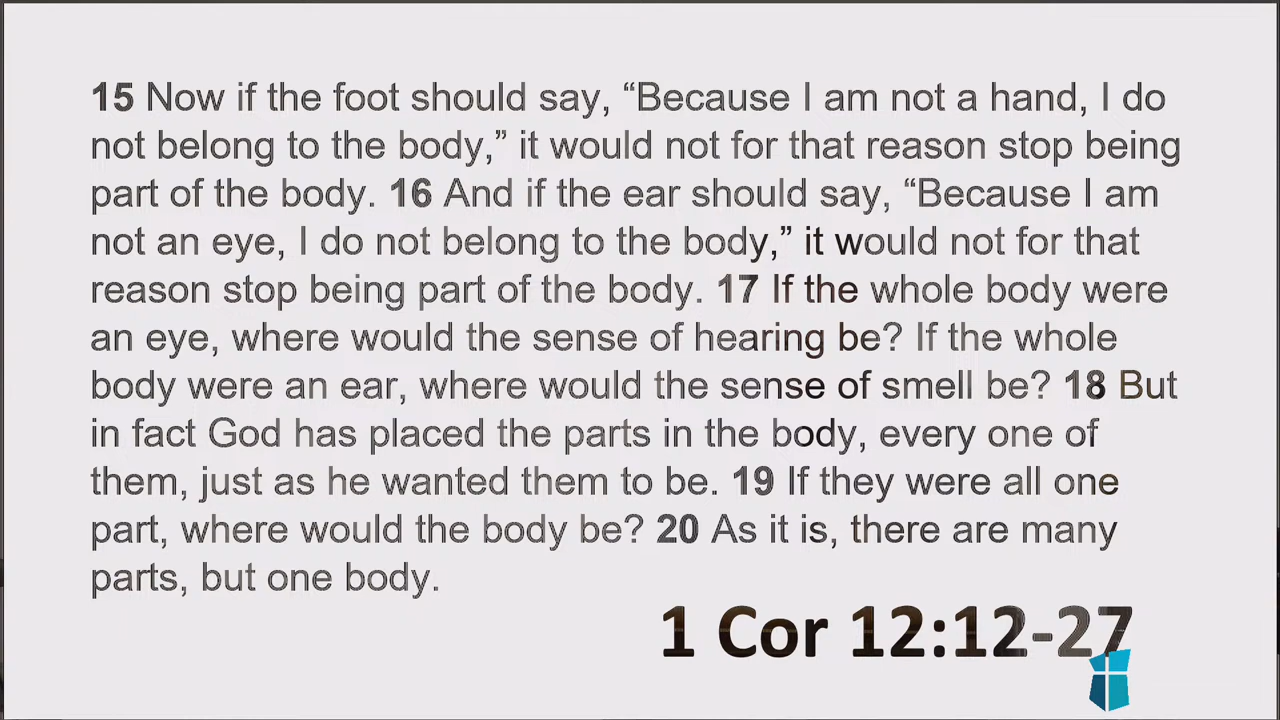 15 Now if the foot should say, “Because I am not a hand, I do
not belong to the body,” it would not for that reason stop being
part of the body. 16 And if the ear should say, “Because I am
not an eye, I do not belong to the body,” it would not for that
reason stop being part of the body. 17 If the whole body were
an eye, where would the sense of hearing be? If the whole
body were an ear, where would the sense of smell be? 18 But
in fact God has placed the parts in the body, every one of
them, just as he wanted them to be. 19 If they were all one
part, where would the body be? 20 As it is, there are many
parts, but one body.
1 Cor 12:12-27